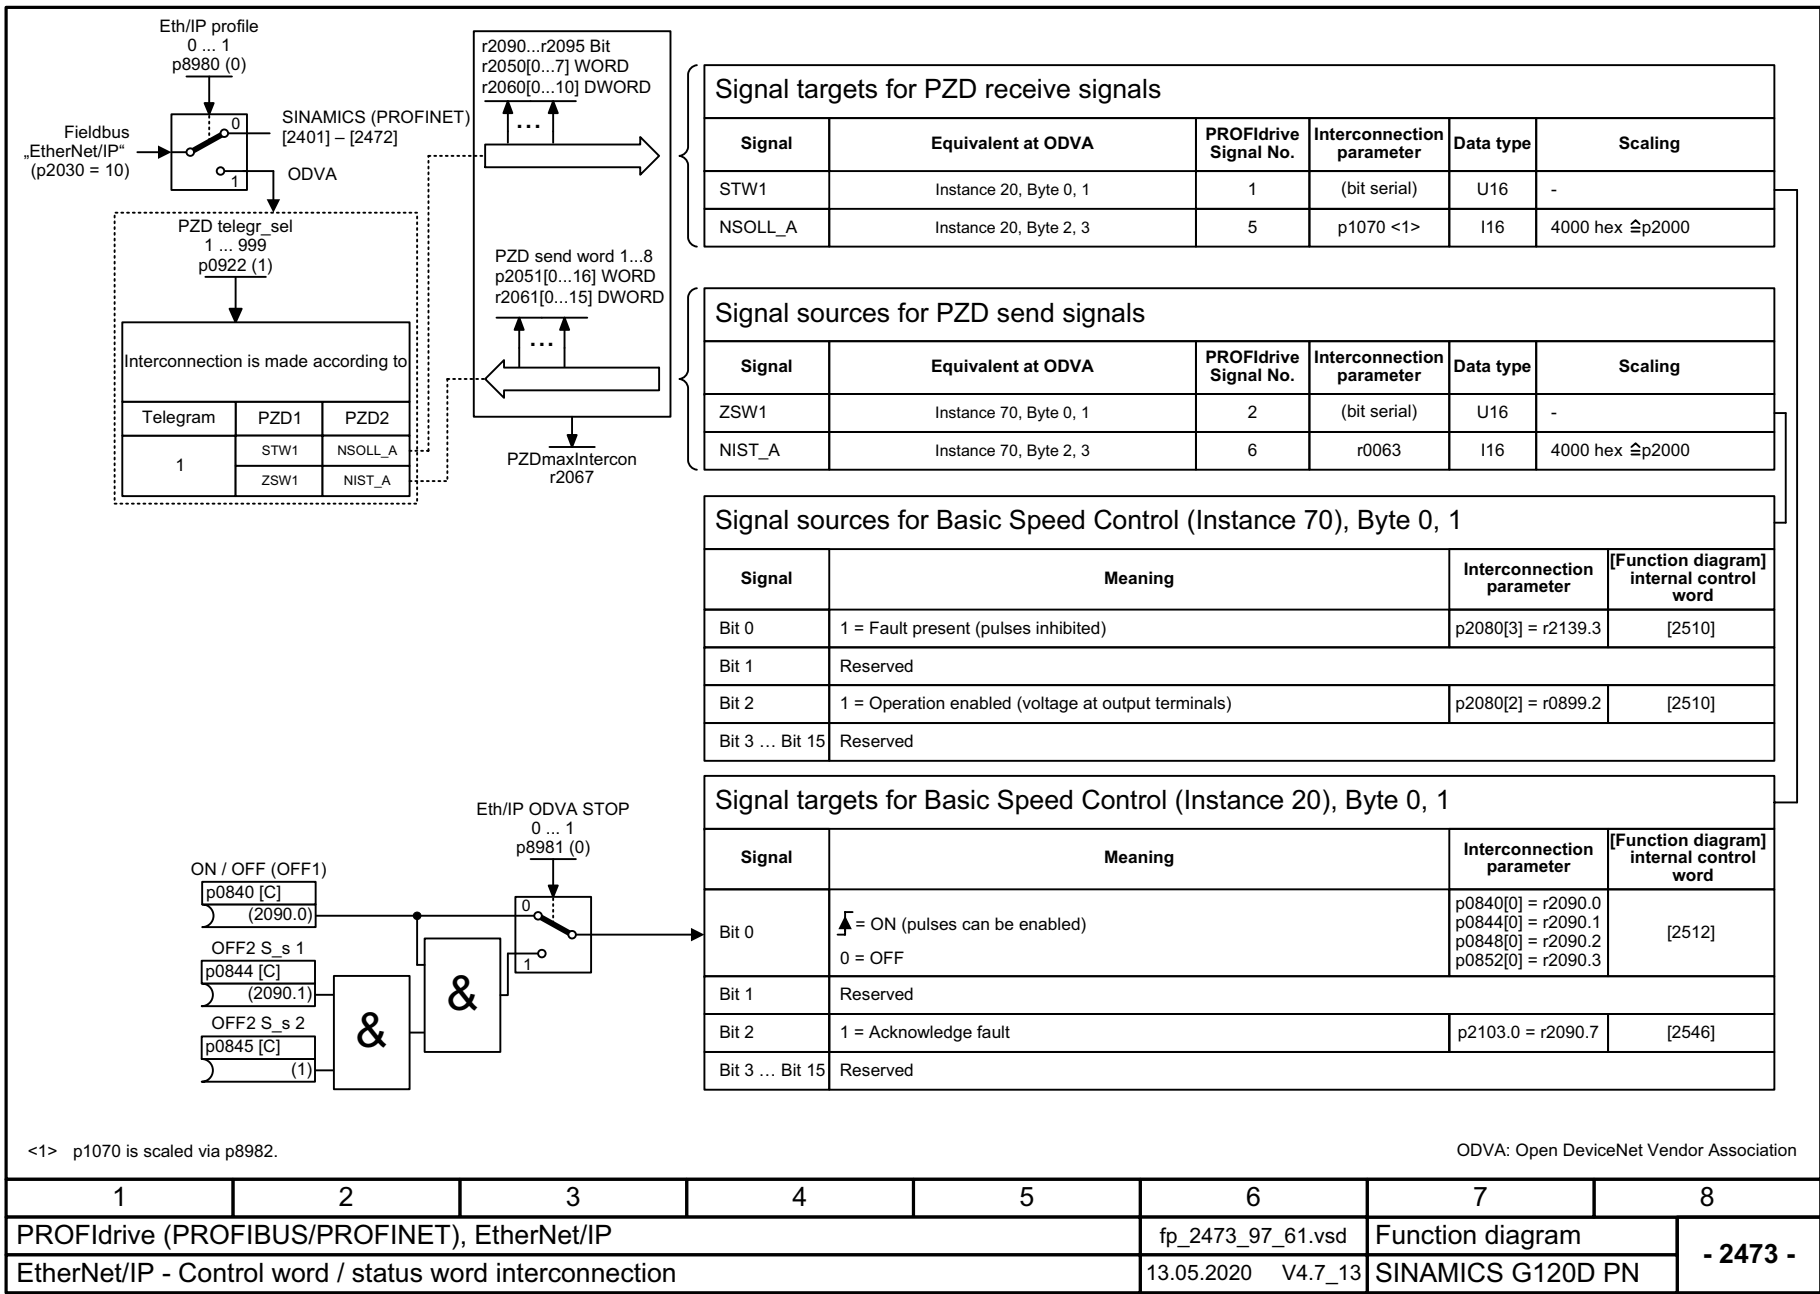 Eth/IP profile
0 ... 1
p8980 (0)
Fieldbus
„EtherNet/IP“
(p2030 = 10)
0
1
SINAMICS (PROFINET)
[2401] – [2472]
ODVA
PZD telegr_sel
1 ... 999
p0922 (1)
Interconnection is made according to
Telegram PZD1 PZD2
1 STW1 NSOLL_A
ZSW1 NIST_A
r2090...r2095 Bit
r2050[0...7] WORD
r2060[0...10] DWORD
...
PZD send word 1...8
p2051[0...16] WORD
r2061[0...15] DWORD
...
PZDmaxIntercon
r2067
Signal targets for PZD receive signals
Signal Equivalent at ODVA PROFIdrive Signal No. Interconnection parameter Data type Scaling
STW1 Instance 20, Byte 0, 1 1 (bit serial) U16 -
NSOLL_A Instance 20, Byte 2, 3 5 p1070 <1> I16 4000 hex ≙p2000
Signal sources for PZD send signals
Signal Equivalent at ODVA PROFIdrive Signal No. Interconnection parameter Data type Scaling
ZSW1 Instance 70, Byte 0, 1 2 (bit serial) U16 -
NIST_A Instance 70, Byte 2, 3 6 r0063 I16 4000 hex ≙p2000
Signal sources for Basic Speed Control (Instance 70), Byte 0, 1
Signal Meaning Interconnection parameter [Function diagram] internal control word
Bit 0 1 = Fault present (pulses inhibited) p2080[3] = r2139.3 [2510]
Bit 1 Reserved
Bit 2 1 = Operation enabled (voltage at output terminals) p2080[2] = r0899.2 [2510]
Bit 3 … Bit 15 Reserved
Signal targets for Basic Speed Control (Instance 20), Byte 0, 1
Signal Meaning Interconnection parameter [Function diagram] internal control word
Bit 0 = ON (pulses can be enabled)
0 = OFF
p0840[0] = r2090.0
p0844[0] = r2090.1
p0848[0] = r2090.2
p0852[0] = r2090.3
[2512]
Bit 1 Reserved
Bit 2 1 = Acknowledge fault p2103.0 = r2090.7 [2546]
Bit 3 … Bit 15 Reserved
Eth/IP ODVA STOP
0 ... 1
p8981 (0)
0
1
ON / OFF (OFF1)
p0840 [C]
(2090.0)
OFF2 S_s 1
p0844 [C]
(2090.1)
OFF2 S_s 2
p0845 [C]
(1)
&
&
<1> p1070 is scaled via p8982.
ODVA: Open DeviceNet Vendor Association
1 2 3 4 5 6 7 8
PROFIdrive (PROFIBUS/PROFINET), EtherNet/IP fp_2473_97_61.vsd Function diagram
- 2473 -
EtherNet/IP - Control word / status word interconnection 13.05.2020 V4.7_13 SINAMICS G120D PN